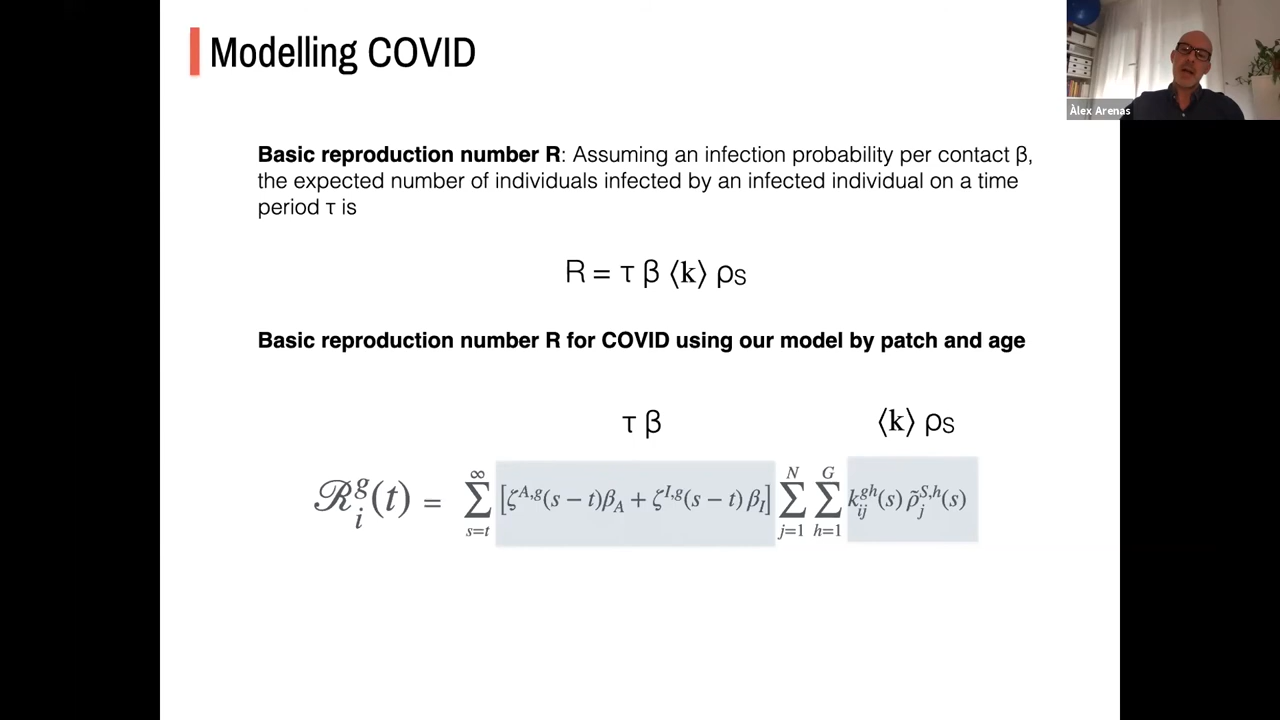 Modelling COVID
Àlex Arenas
Basic reproduction number R: Assuming an infection probability per contact β,
the expected number of individuals infected by an infected individual on a time
period τ is
R = τ β ⟨k⟩ ρS
Basic reproduction number R for COVID using our model by patch and age
τ β ⟨k⟩ ρS
ℛ_i^g(t) = ∑_{s=t}^{∞} [ζ^{A,g}(s − t)β_A + ζ^{I,g}(s − t) β_I] ∑_{j=1}^{N} ∑_{h=1}^{G} k_{ij}^{gh}(s) ρ̃_j^{S,h}(s)